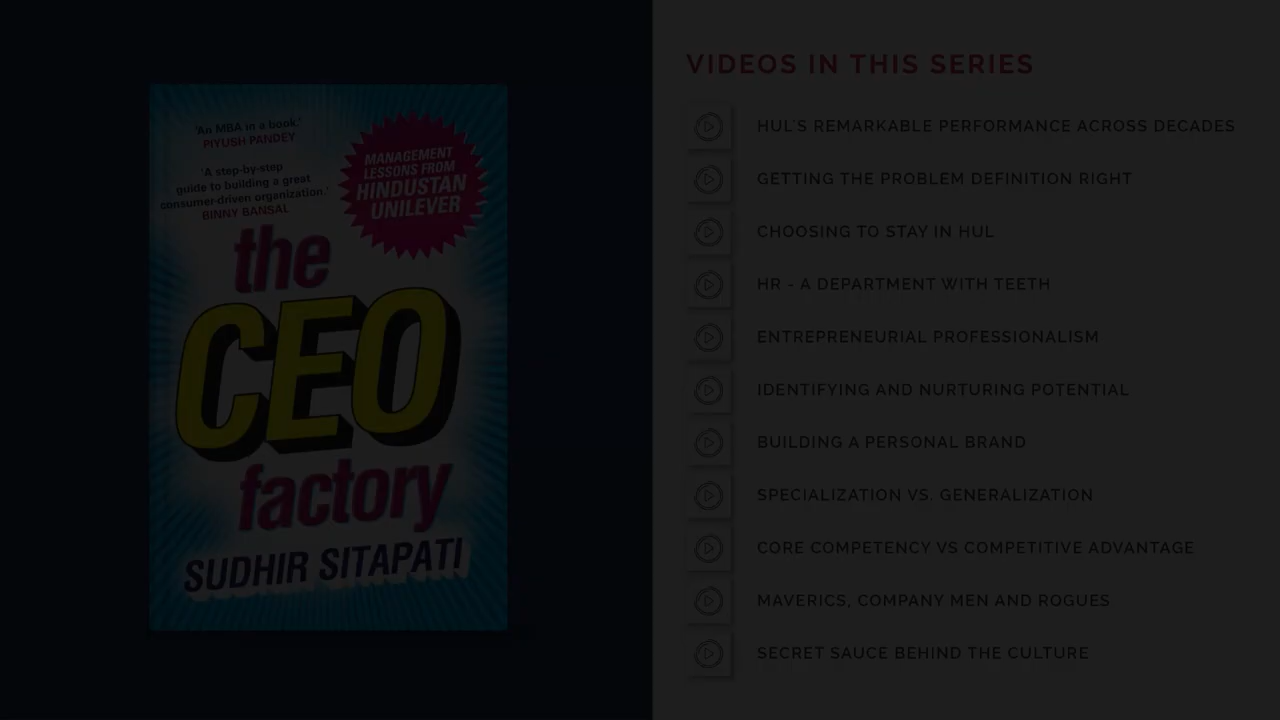 'An MBA in a book.'
PIYUSH PANDEY
'A step-by-step
guide to building a great
consumer-driven organization.'
BINNY BANSAL
MANAGEMENT
LESSONS FROM
HINDUSTAN
UNILEVER
the
CEO
factory
SUDHIR SITAPATI
VIDEOS IN THIS SERIES
HUL'S REMARKABLE PERFORMANCE ACROSS DECADES
GETTING THE PROBLEM DEFINITION RIGHT
CHOOSING TO STAY IN HUL
HR - A DEPARTMENT WITH TEETH
ENTREPRENEURIAL PROFESSIONALISM
IDENTIFYING AND NURTURING POTENTIAL
BUILDING A PERSONAL BRAND
SPECIALIZATION VS. GENERALIZATION
CORE COMPETENCY VS COMPETITIVE ADVANTAGE
MAVERICS, COMPANY MEN AND ROGUES
SECRET SAUCE BEHIND THE CULTURE